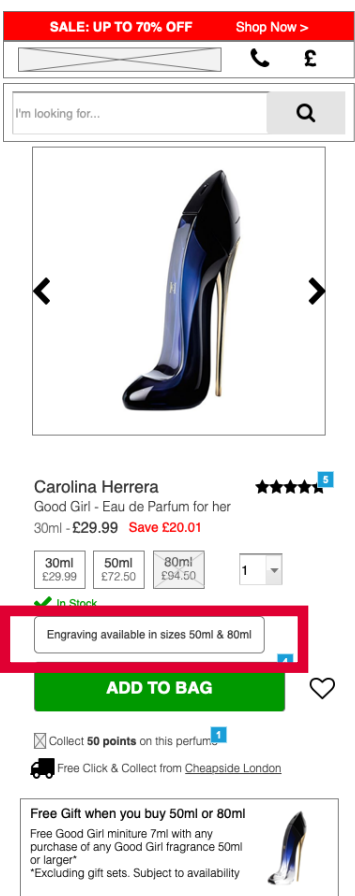 SALE: UP TO 70% OFF Shop Now >
£
I'm looking for...
Carolina Herrera
5
Good Girl - Eau de Parfum for her
30ml - £29.99 Save £20.01
30ml 50ml 80ml 1
£29.99 £72.50 £94.50
In Stock
Engraving available in sizes 50ml & 80ml
ADD TO BAG
Collect 50 points on this perfume
1
Free Click & Collect from Cheapside London
Free Gift when you buy 50ml or 80ml
Free Good Girl miniture 7ml with any
purchase of any Good Girl fragrance 50ml
or larger*
*Excluding gift sets. Subject to availability